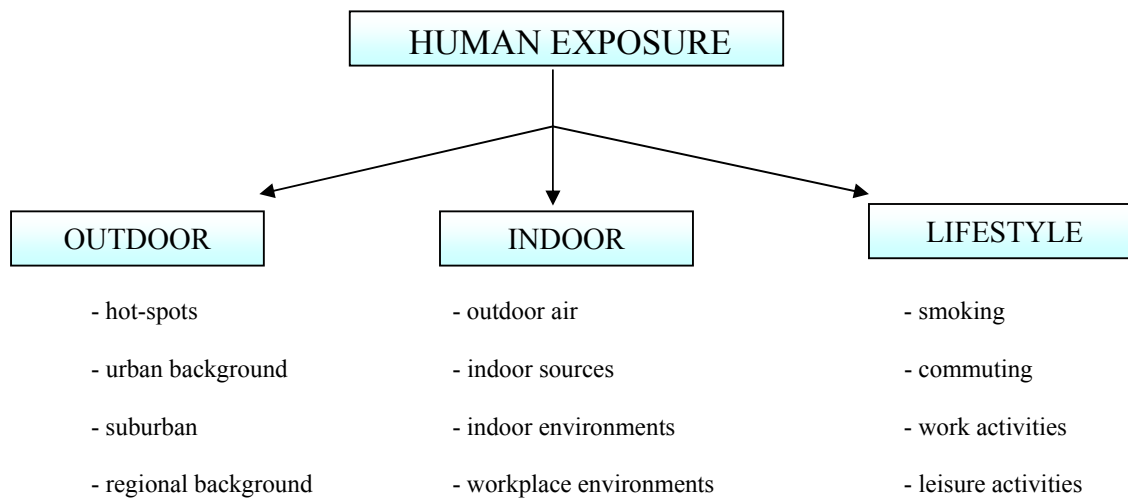 HUMAN EXPOSURE
OUTDOOR
- hot-spots
- urban background
- suburban
- regional background
INDOOR
- outdoor air
- indoor sources
- indoor environments
- workplace environments
LIFESTYLE
- smoking
- commuting
- work activities
- leisure activities